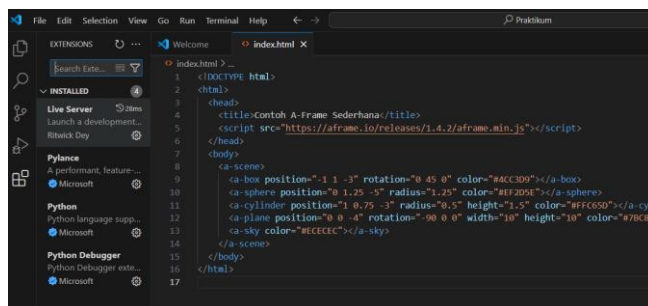 File Edit Selection View Go Run Terminal Help
Praktikum
EXTENSIONS
Search Exte...
INSTALLED 4
Live Server 28ms
Launch a development...
Ritwick Dey
Pylance
A performant, feature-...
Microsoft
Python
Python language supp...
Microsoft
Python Debugger
Python Debugger exte...
Microsoft
Welcome index.html
index.html > ...
1 <!DOCTYPE html>
2 <html>
3 <head>
4 <title>Contoh A-Frame Sederhana</title>
5 <script src="https://aframe.io/releases/1.4.2/aframe.min.js"></script>
6 </head>
7 <body>
8 <a-scene>
9 <a-box position="-1 1 -3" rotation="0 45 0" color="#4CC3D9"></a-box>
10 <a-sphere position="0 1.25 -5" radius="1.25" color="#EF2D5E"></a-sphere>
11 <a-cylinder position="1 0.75 -3" radius="0.5" height="1.5" color="#FFC65D"></a-cy
12 <a-plane position="0 0 -4" rotation="-90 0 0" width="10" height="10" color="#7BC8
13 <a-sky color="#ECECEC"></a-sky>
14 </a-scene>
15 </body>
16 </html>
17